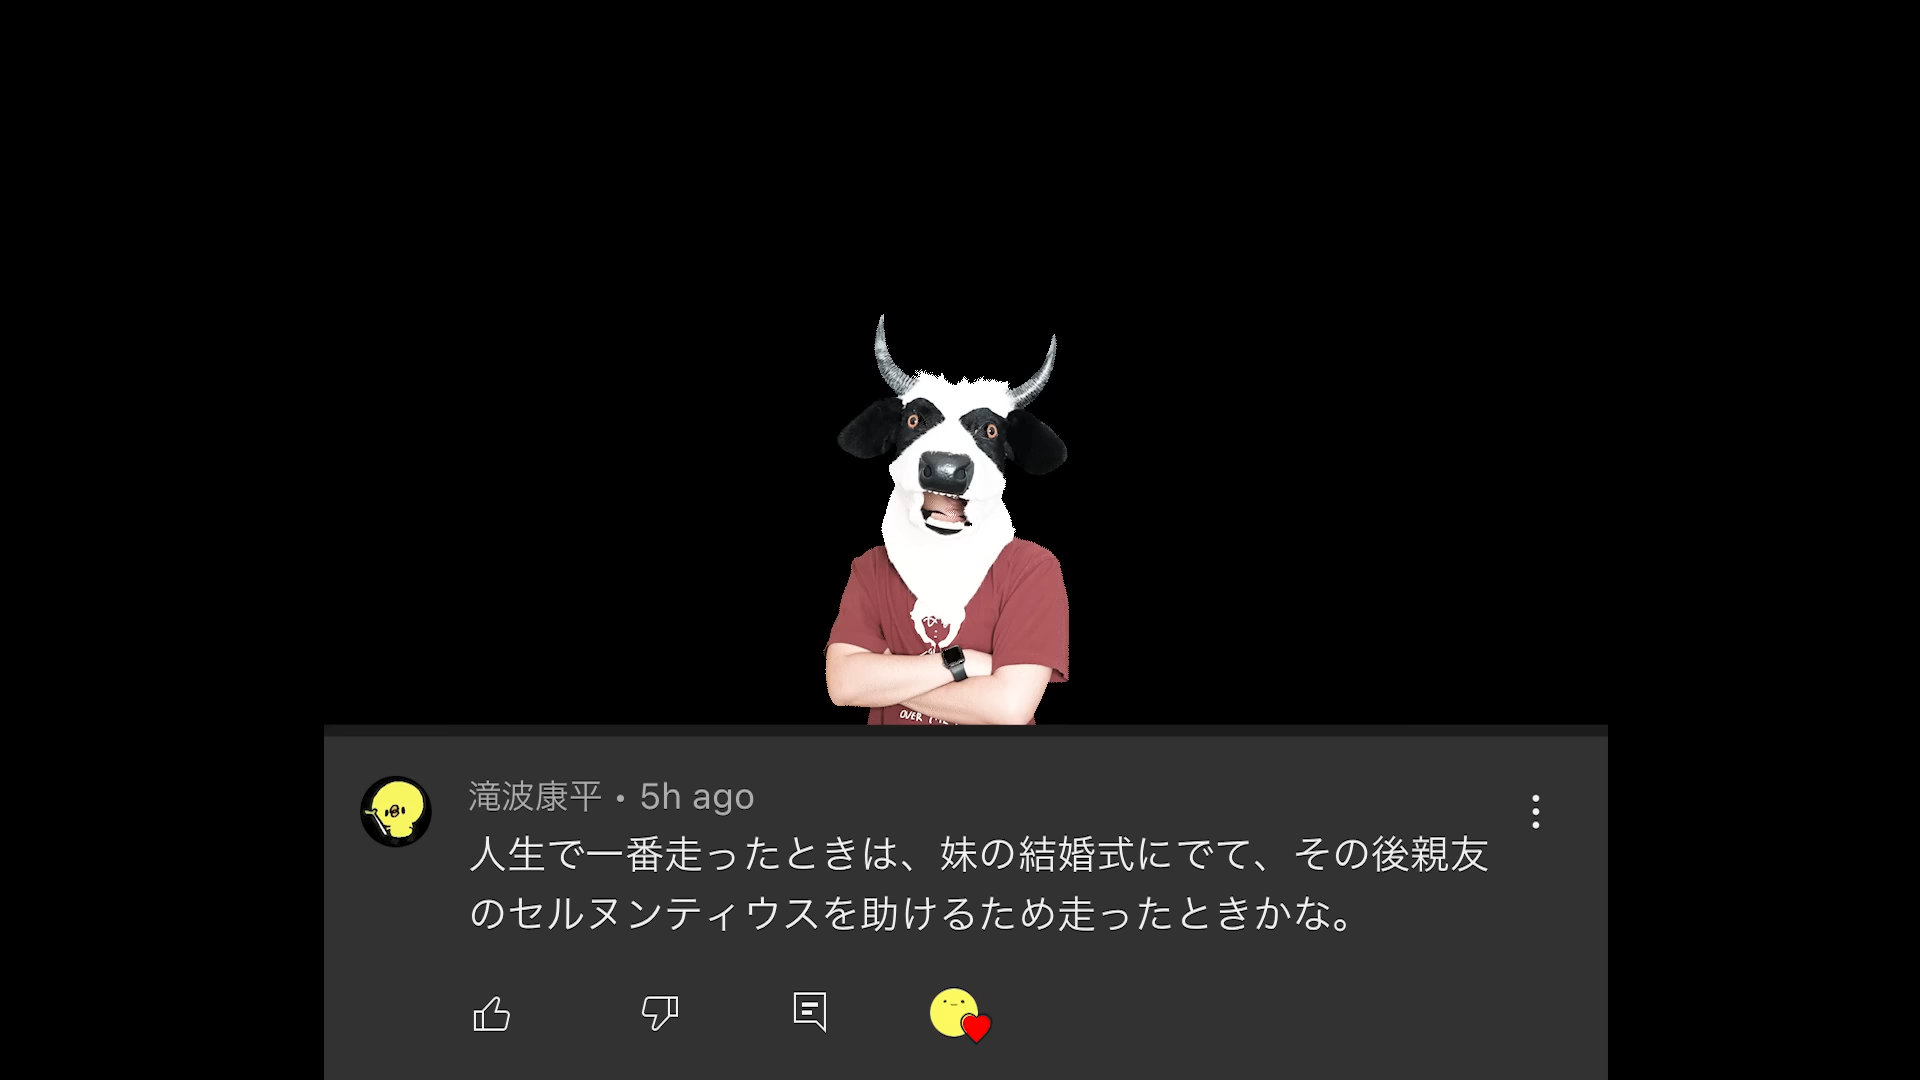 OVER
滝波康平・5h ago
人生で一番走ったときは、妹の結婚式にでて、その後親友
のセルヌンティウスを助けるため走ったときかな。